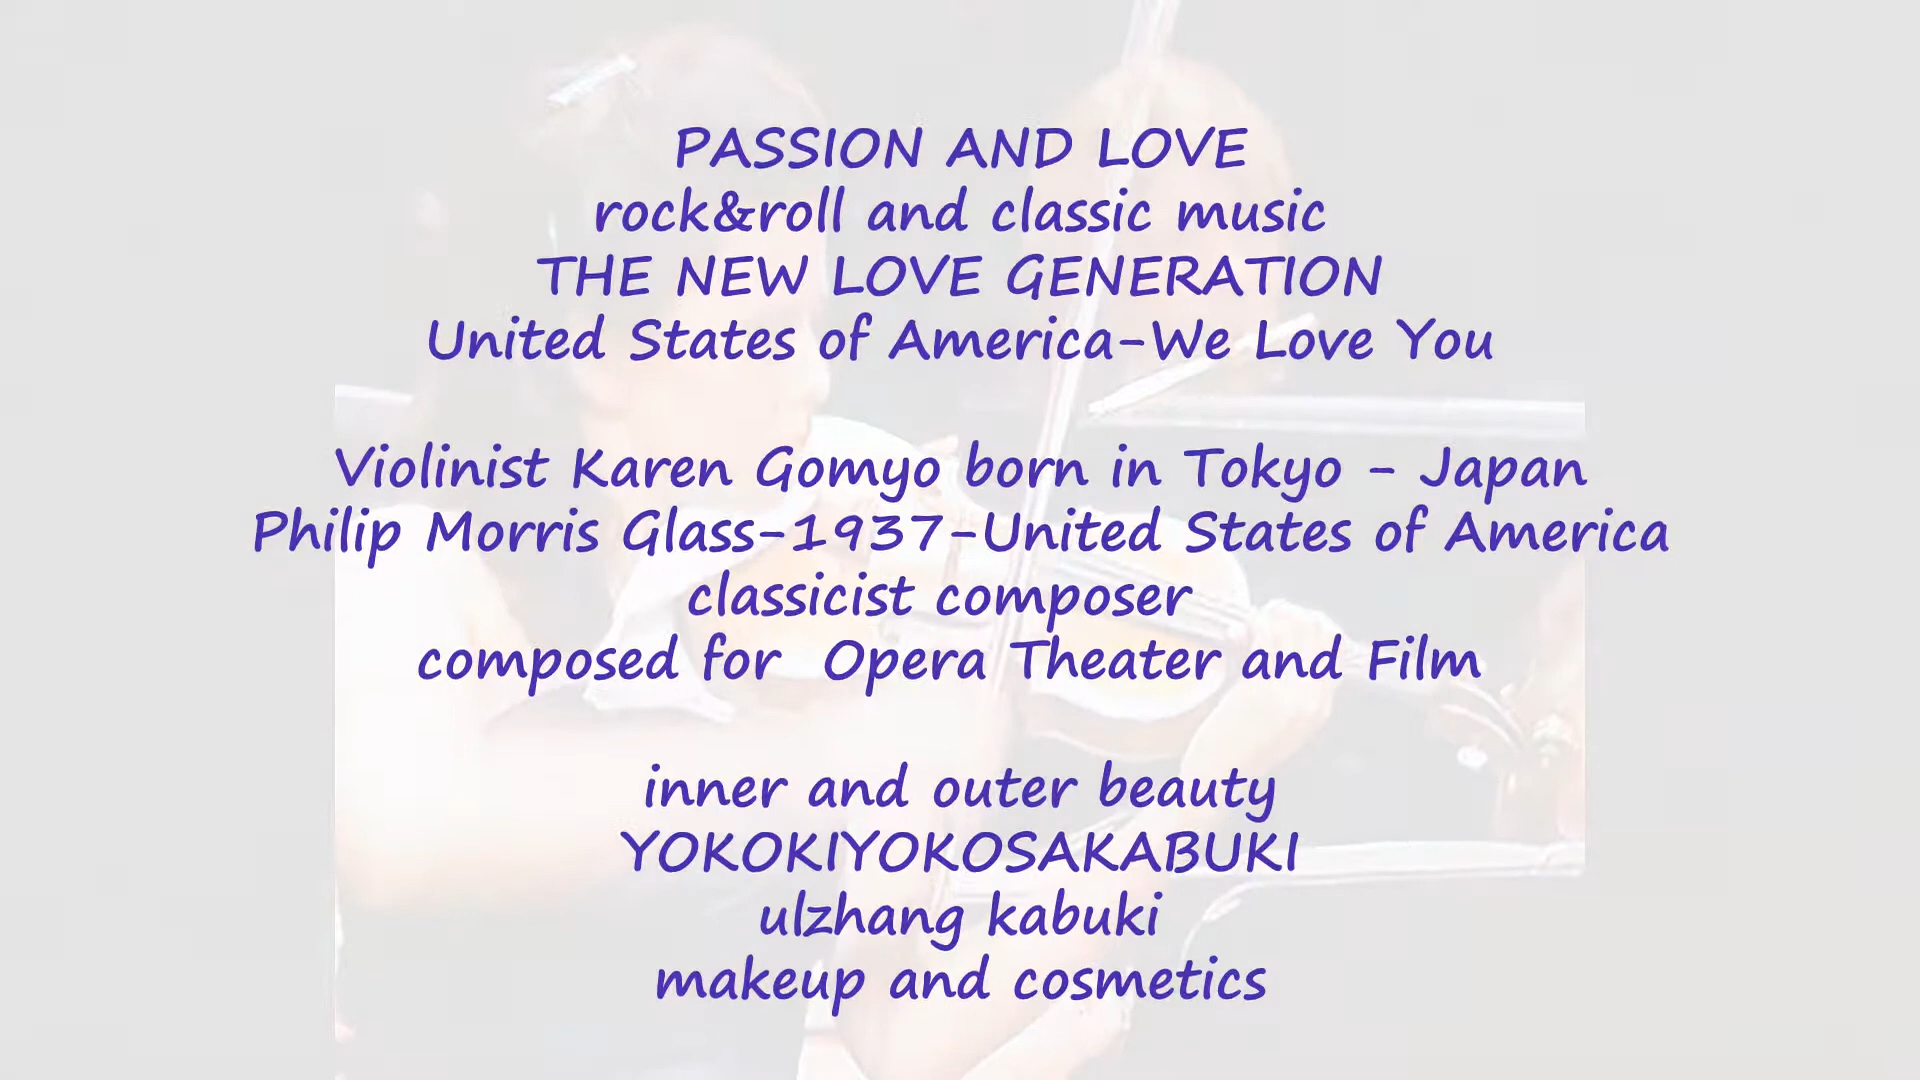 PASSION AND LOVE
rock&roll and classic music
THE NEW LOVE GENERATION
United States of America-We Love You
Violinist Karen Gomyo born in Tokyo - Japan
Philip Morris Glass-1937-United States of America
classicist composer
composed for Opera Theater and Film
inner and outer beauty
YOKOKIYOKOSAKABUKI
ulzhang kabuki
makeup and cosmetics